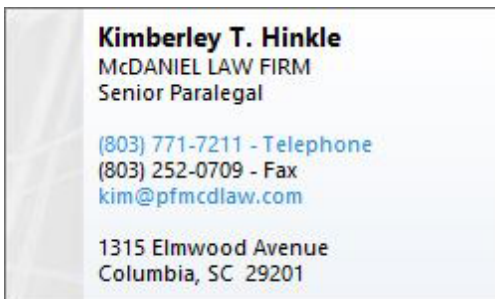 Kimberley T. Hinkle
McDANIEL LAW FIRM
Senior Paralegal
(803) 771-7211 - Telephone
(803) 252-0709 - Fax
kim@pfmcdlaw.com
1315 Elmwood Avenue
Columbia, SC  29201